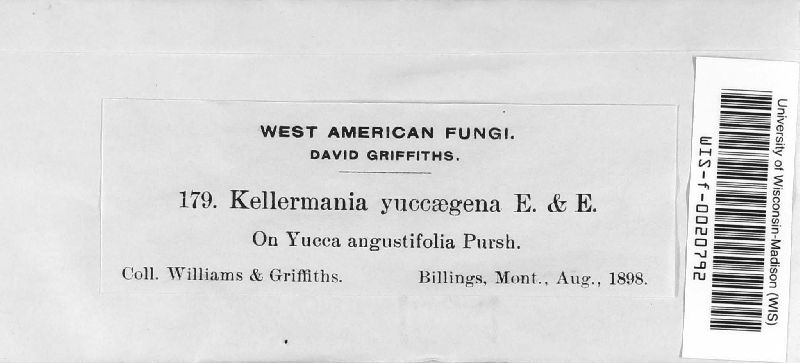 WEST AMERICAN FUNGI.
DAVID GRIFFITHS.
179. Kellermania yuccægena E. & E.
On Yucca angustifolia Pursh.
Coll. Williams & Griffiths. Billings, Mont., Aug., 1898.
University of Wisconsin-Madison (WIS)
WIS-f-0020792